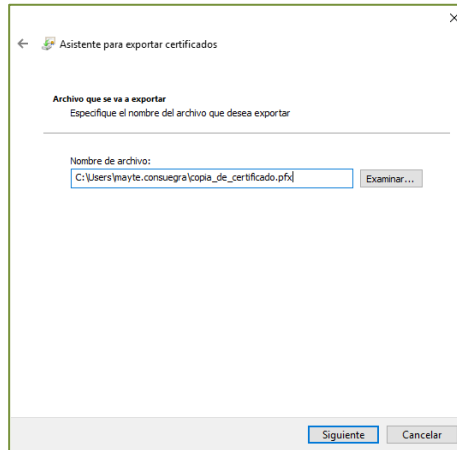 Asistente para exportar certificados
Archivo que se va a exportar
Especifique el nombre del archivo que desea exportar
Nombre de archivo:
C:\Users\mayte.consuegra\copia_de_certificado.pfx
Examinar...
Siguiente
Cancelar